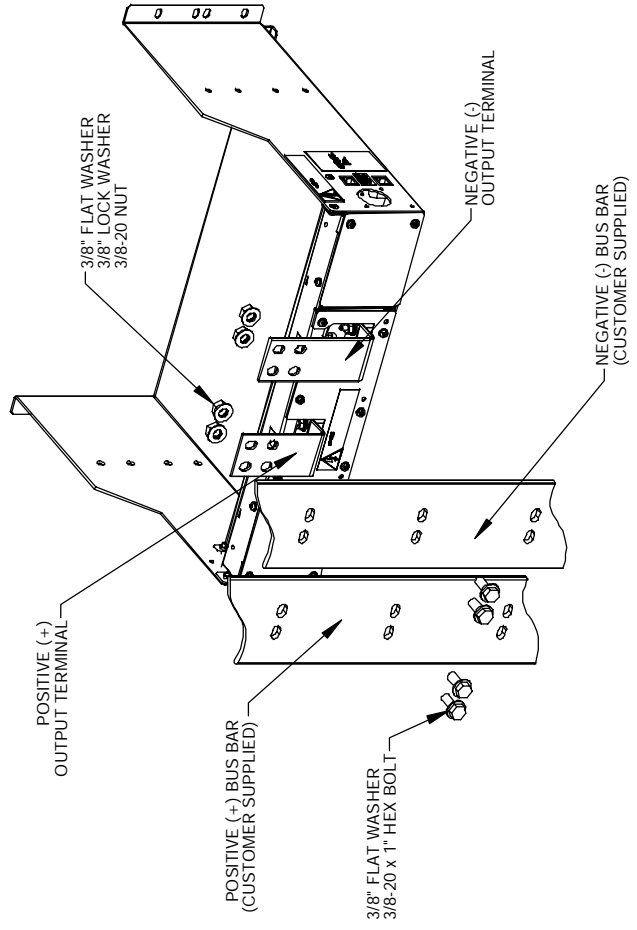 3/8" FLAT WASHER
3/8" LOCK WASHER
3/8-20 NUT
POSITIVE (+)
OUTPUT TERMINAL
NEGATIVE (-)
OUTPUT TERMINAL
POSITIVE (+) BUS BAR
(CUSTOMER SUPPLIED)
NEGATIVE (-) BUS BAR
(CUSTOMER SUPPLIED)
3/8" FLAT WASHER
3/8-20 x 1" HEX BOLT